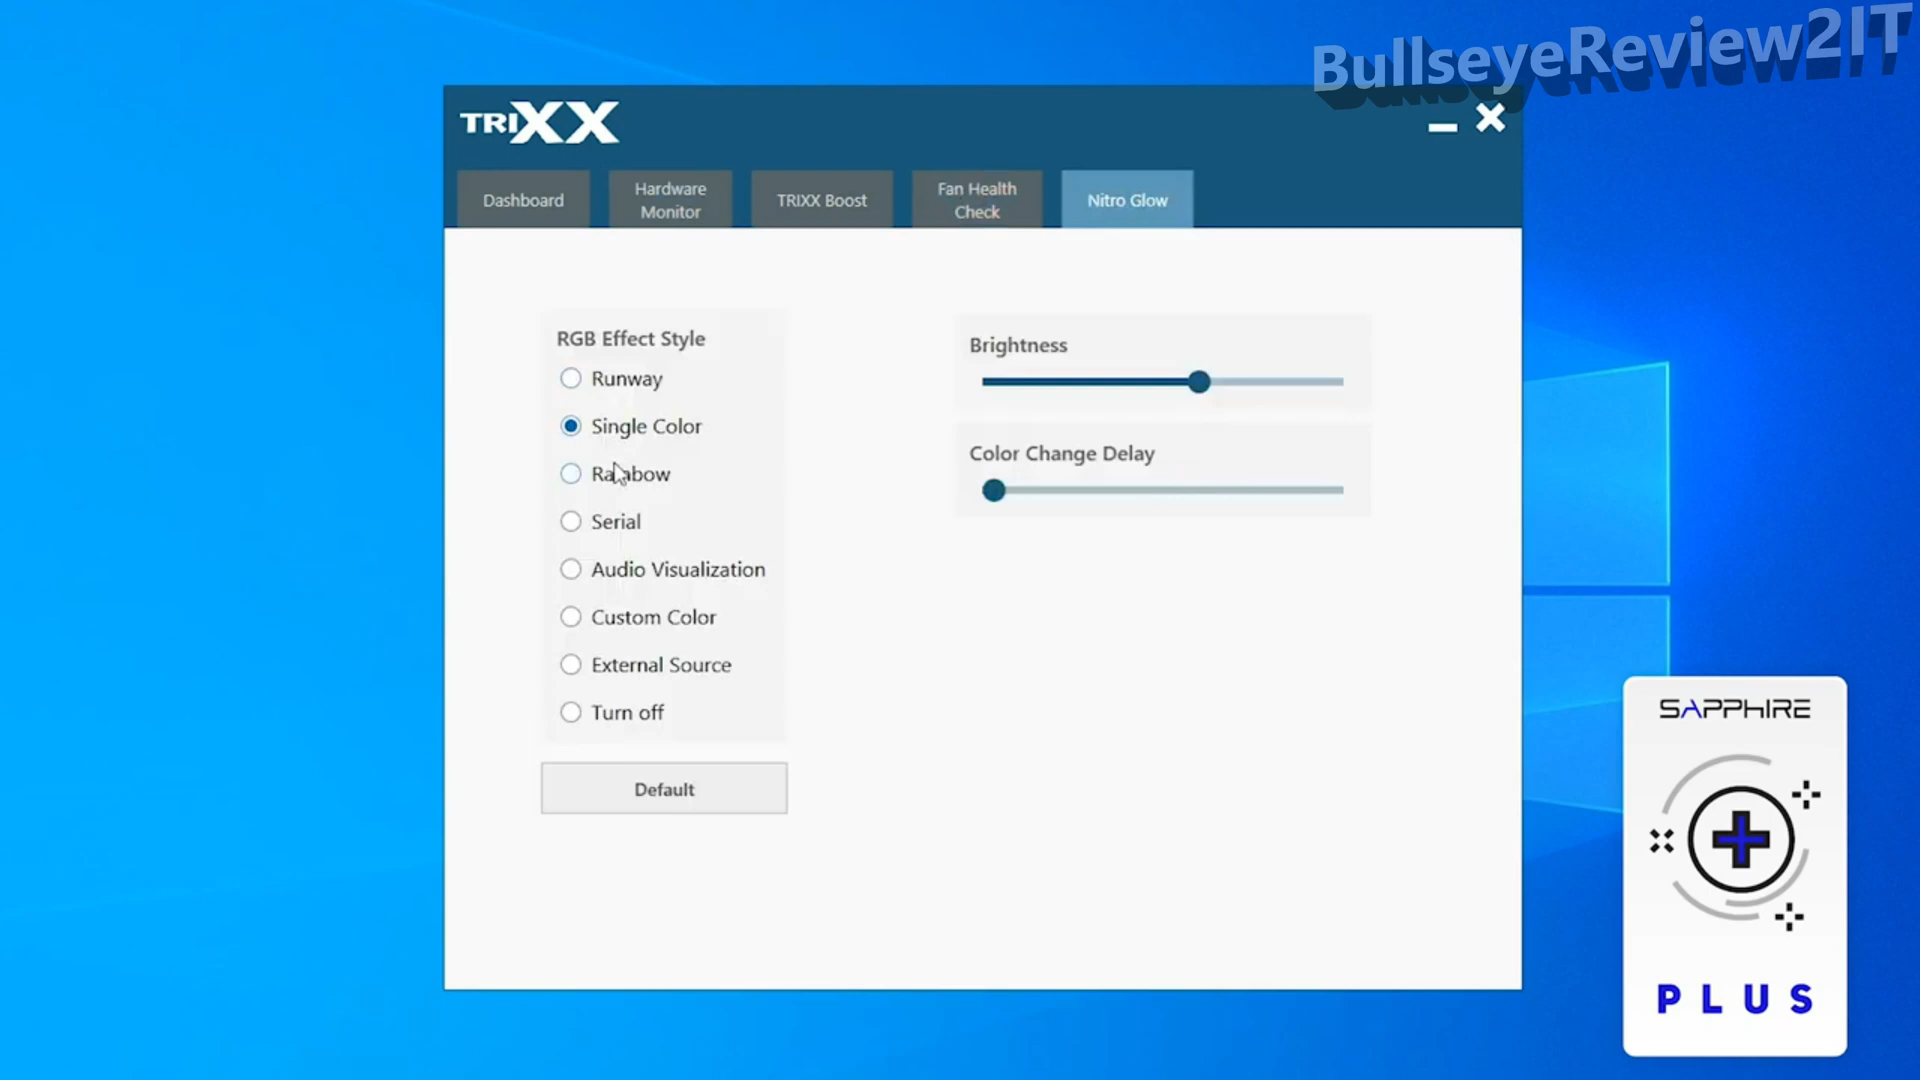 BullseyeReview2IT
TRIXX
Dashboard
Hardware
Monitor
TRIXX Boost
Fan Health
Check
Nitro Glow
RGB Effect Style
Runway
Single Color
Rainbow
Serial
Audio Visualization
Custom Color
External Source
Turn off
Default
Brightness
Color Change Delay
SAPPHIRE
PLUS